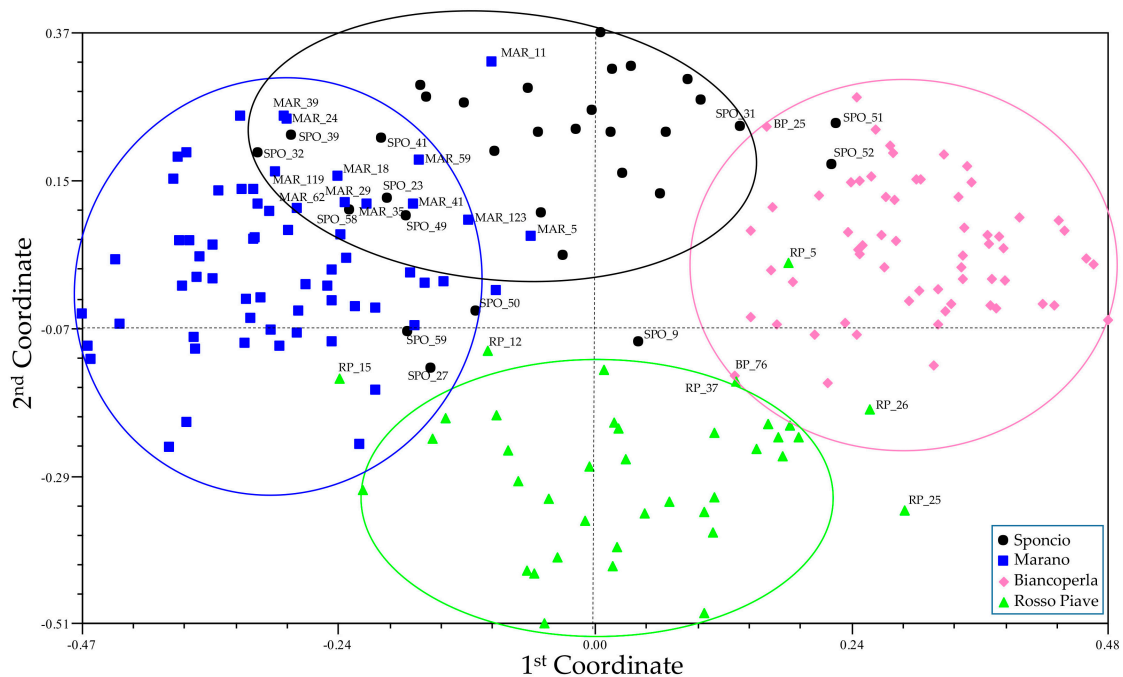 0.37
0.15
-0.07
-0.29
-0.51
2nd Coordinate
MAR_11
MAR_39
MAR_24
SPO_39
SPO_41
SPO_31
BP_25
SPO_51
SPO_32
MAR_59
SPO_52
MAR_18
MAR_119
MAR_29
SPO_23
MAR_62
MAR_35
MAR_41
SPO_58
SPO_49
MAR_123
MAR_5
RP_5
SPO_50
SPO_59
SPO_9
RP_12
RP_15
SPO_27
BP_76
RP_37
RP_26
RP_25
Sponcio
Marano
Biancoperla
Rosso Piave
-0.47
-0.24
0.00
0.24
0.48
1st Coordinate